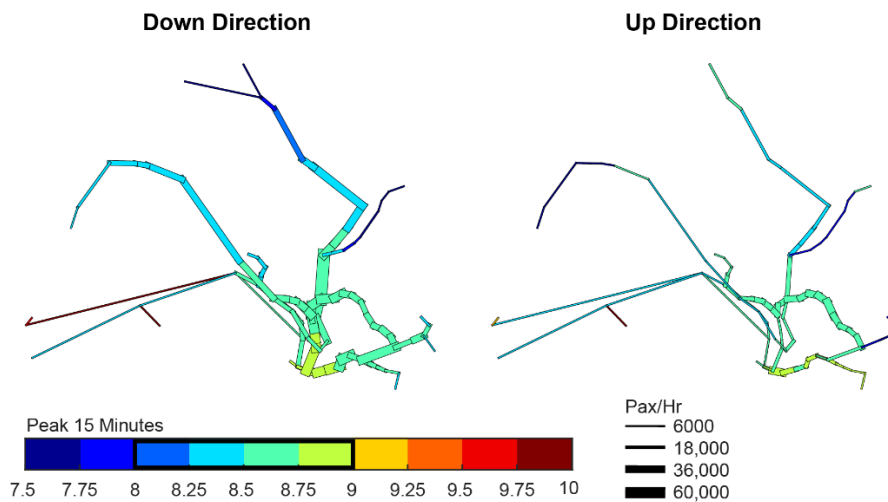 Down Direction
Up Direction
Peak 15 Minutes
7.5 7.75 8 8.25 8.5 8.75 9 9.25 9.5 9.75 10
Pax/Hr
6000
18,000
36,000
60,000